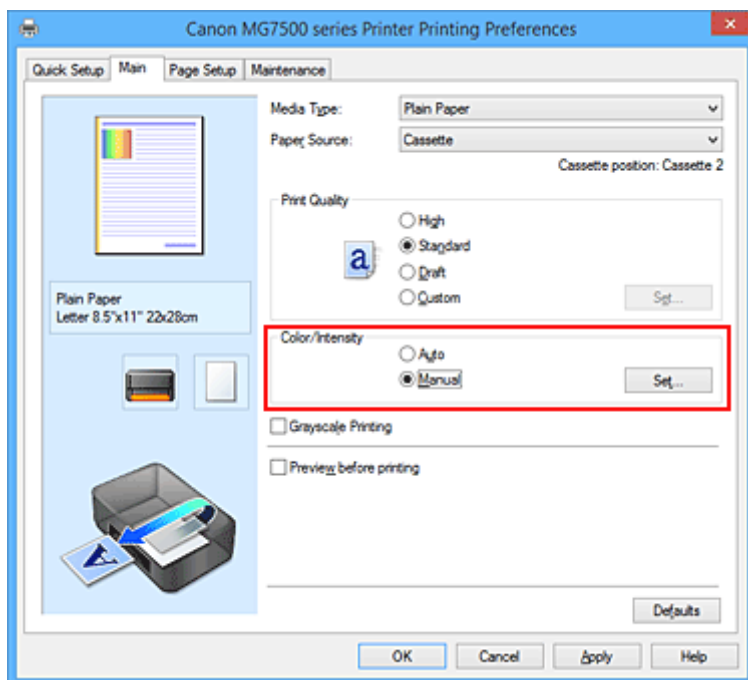 Canon MG7500 series Printer Printing Preferences
Quick Setup Main Page Setup Maintenance
Media Type: Plain Paper
Paper Source: Cassette
Cassette position: Cassette 2
Print Quality
High
a Standard
Draft
Custom Set...
Plain Paper
Letter 8.5"x11" 22x28cm
Color/Intensity
Auto
Manual Set...
Grayscale Printing
Preview before printing
A
Defaults
OK Cancel Apply Help